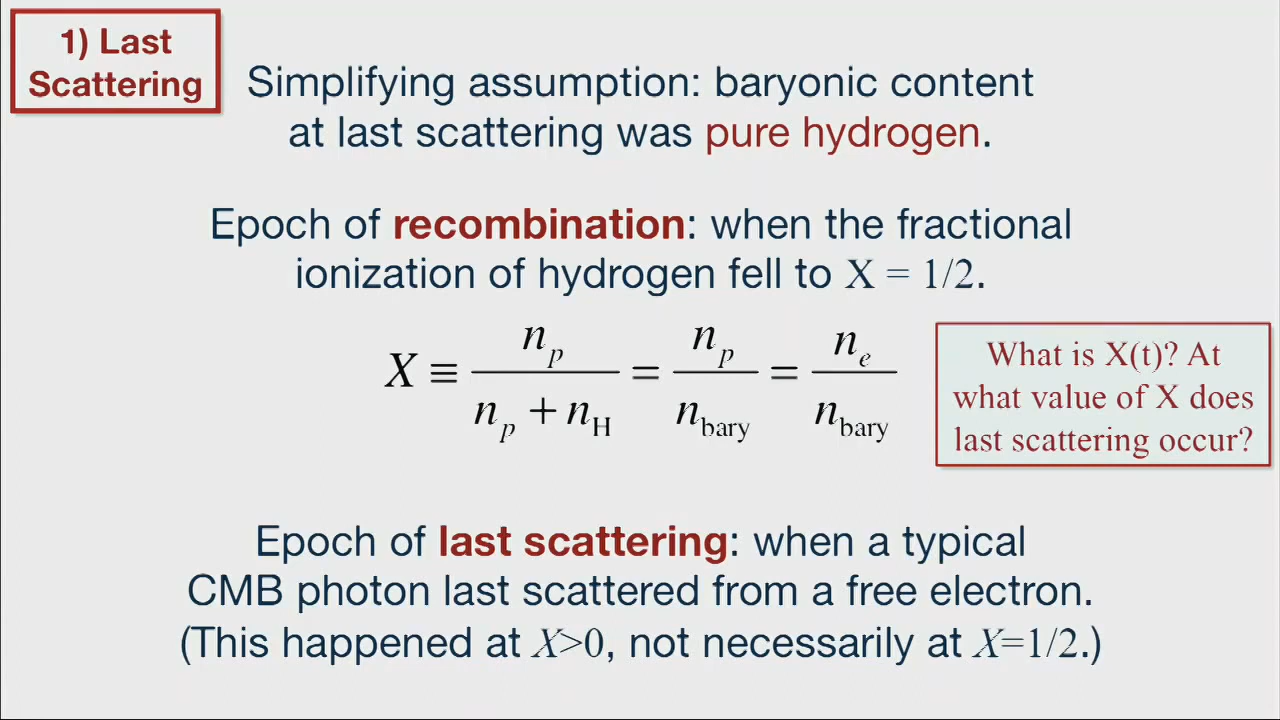 1) Last
Scattering
Simplifying assumption: baryonic content
at last scattering was pure hydrogen.
Epoch of recombination: when the fractional
ionization of hydrogen fell to X = 1/2.
X ≡ n_p / (n_p + n_H) = n_p / n_bary = n_e / n_bary
What is X(t)? At
what value of X does
last scattering occur?
Epoch of last scattering: when a typical
CMB photon last scattered from a free electron.
(This happened at X>0, not necessarily at X=1/2.)